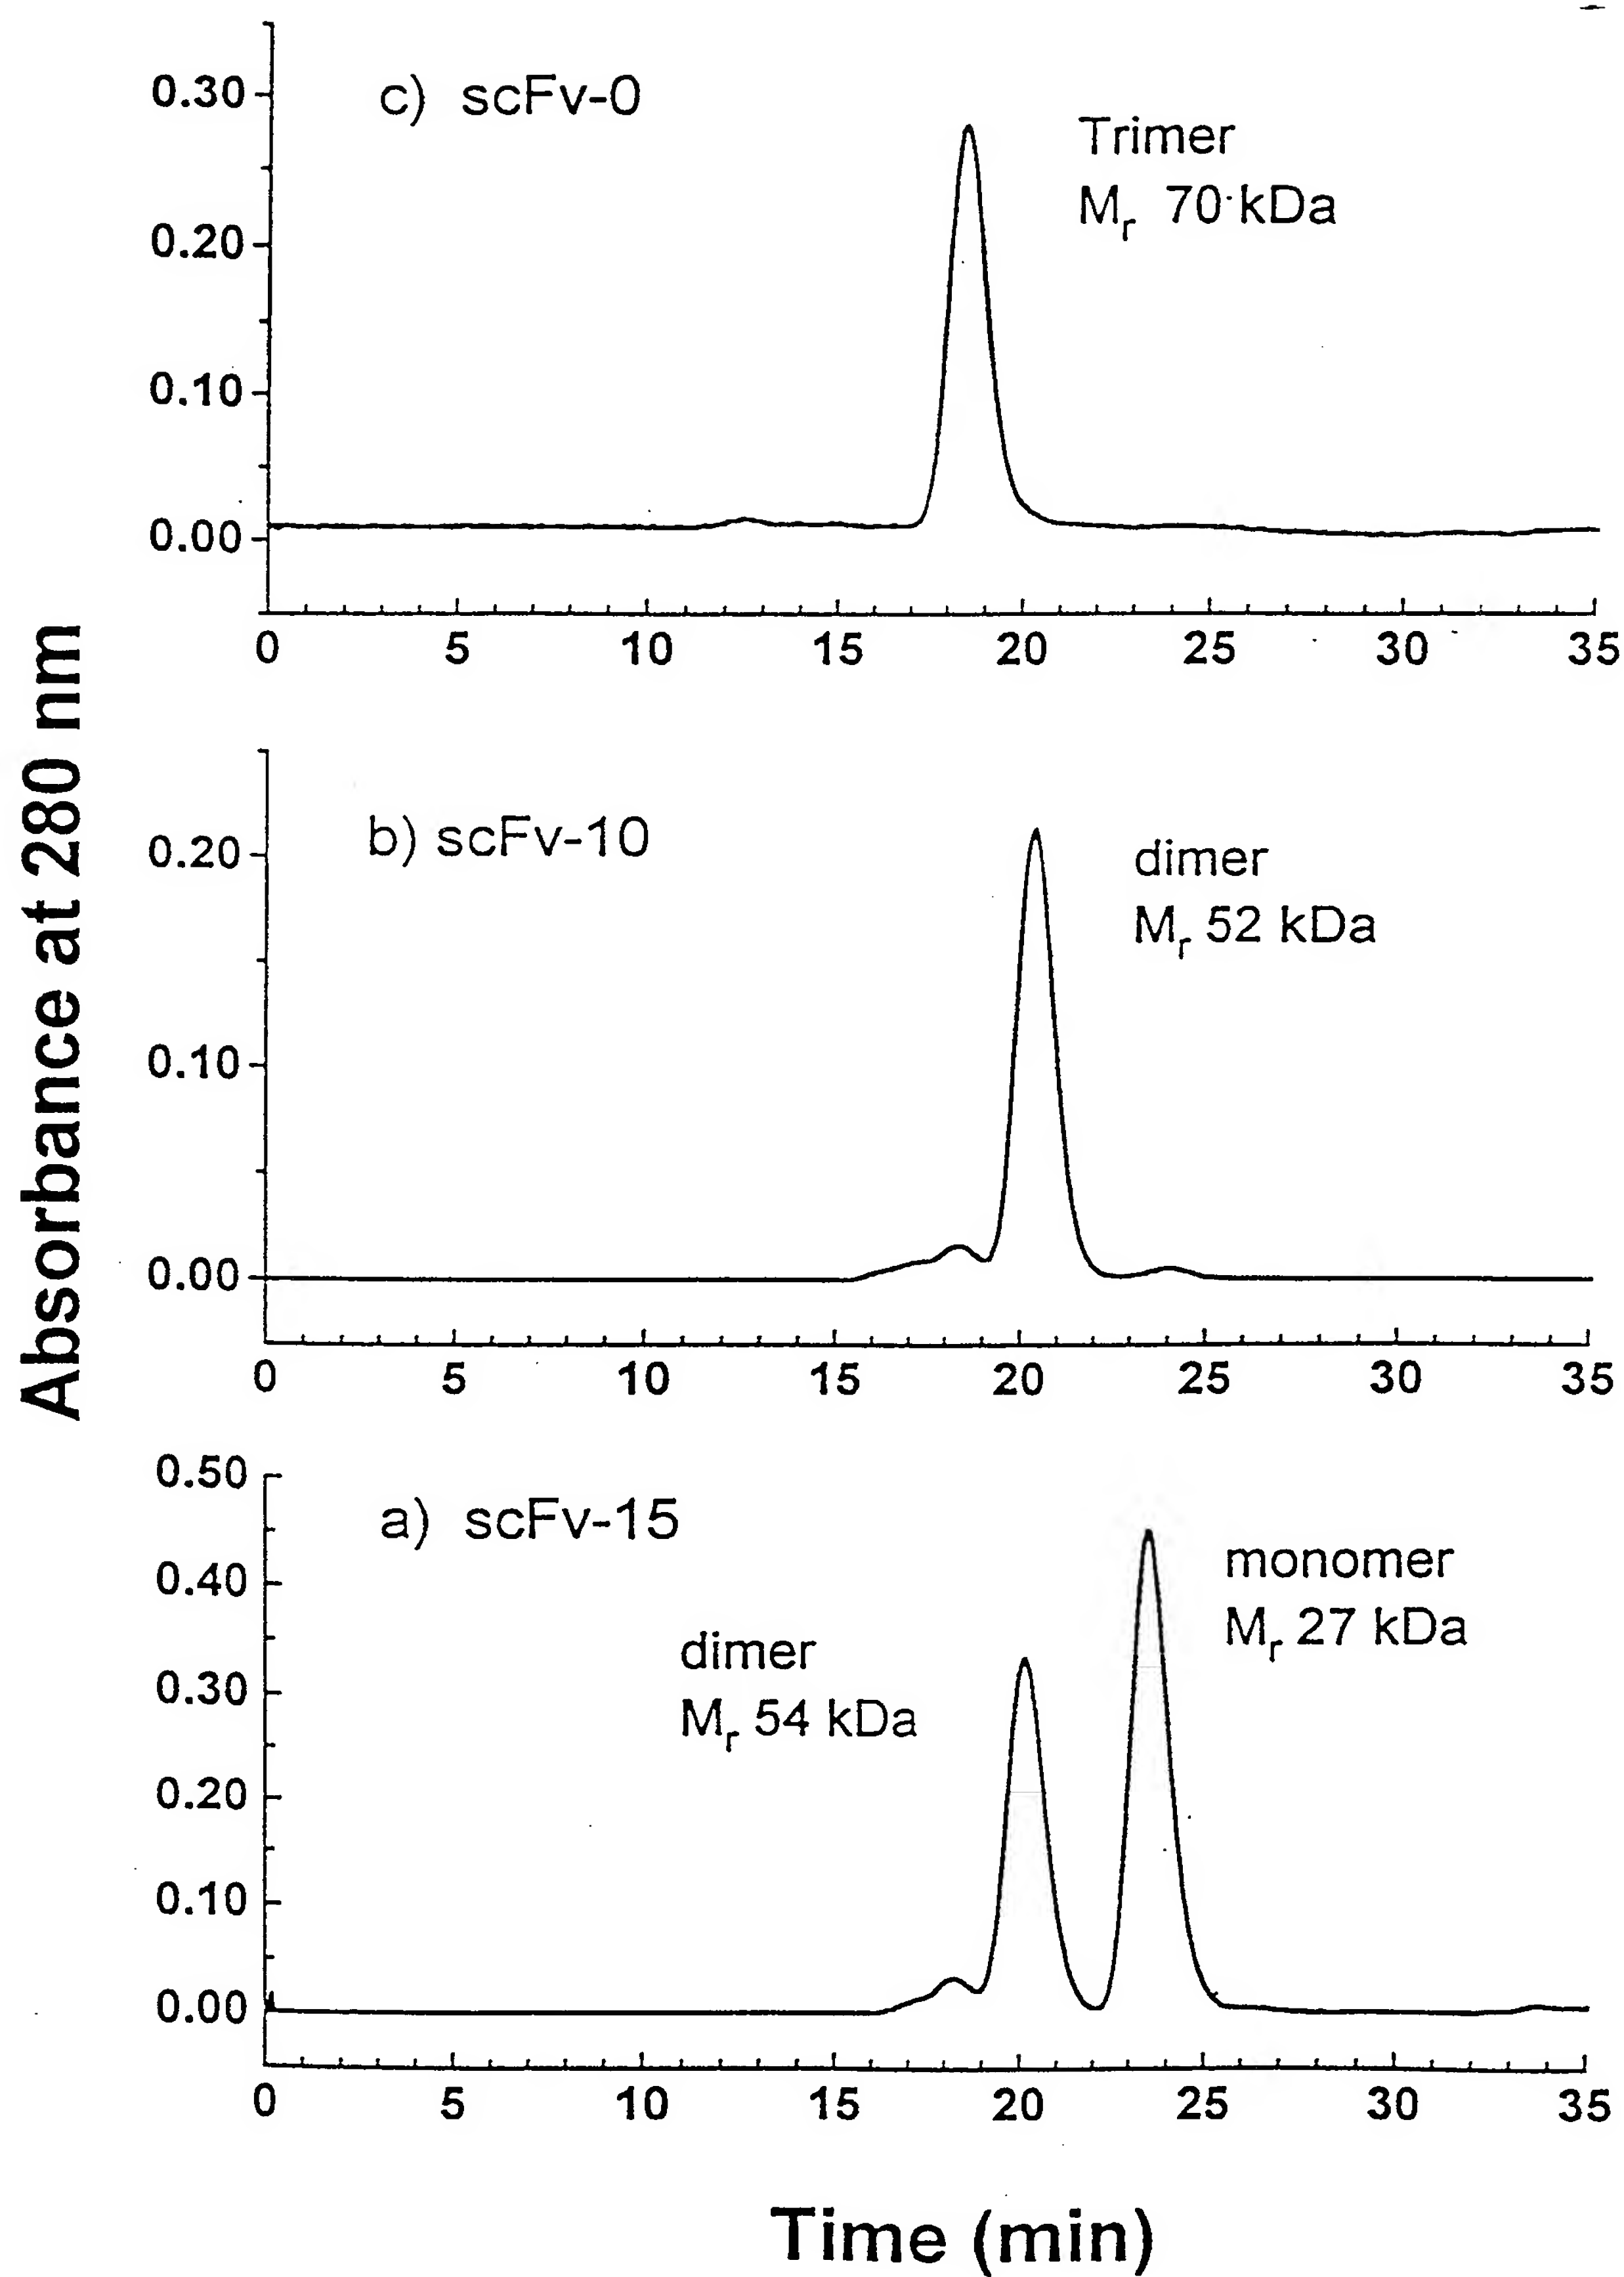 Absorbance at 280 nm
c) scFv-0
Trimer
Mr 70 kDa
0.30
0.20
0.10
0.00
0 5 10 15 20 25 30 35
b) scFv-10
dimer
Mr 52 kDa
0.20
0.10
0.00
0 5 10 15 20 25 30 35
a) scFv-15
monomer
Mr 27 kDa
dimer
Mr 54 kDa
0.50
0.40
0.30
0.20
0.10
0.00
0 5 10 15 20 25 30 35
Time (min)